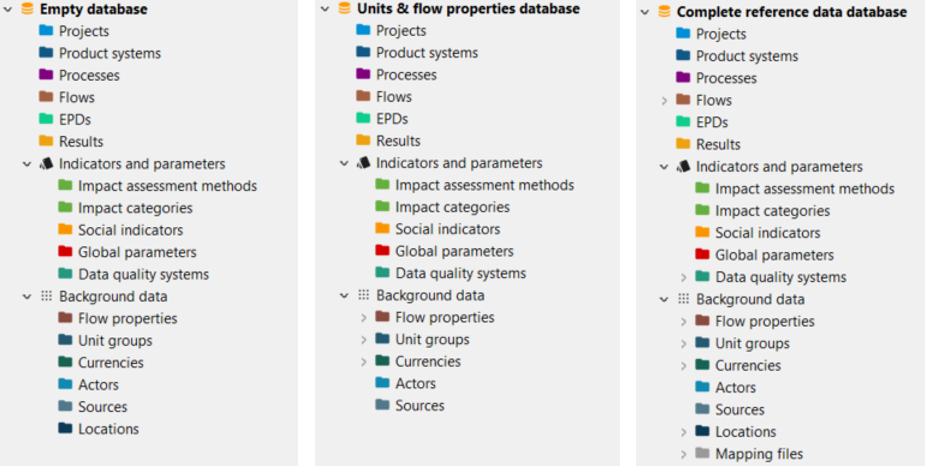 Empty database
Projects
Product systems
Processes
Flows
EPDs
Results
Indicators and parameters
Impact assessment methods
Impact categories
Social indicators
Global parameters
Data quality systems
Background data
Flow properties
Unit groups
Currencies
Actors
Sources
Locations
Units & flow properties database
Projects
Product systems
Processes
Flows
EPDs
Results
Indicators and parameters
Impact assessment methods
Impact categories
Social indicators
Global parameters
Data quality systems
Background data
Flow properties
Unit groups
Currencies
Actors
Sources
Complete reference data database
Projects
Product systems
Processes
Flows
EPDs
Results
Indicators and parameters
Impact assessment methods
Impact categories
Social indicators
Global parameters
Data quality systems
Background data
Flow properties
Unit groups
Currencies
Actors
Sources
Locations
Mapping files